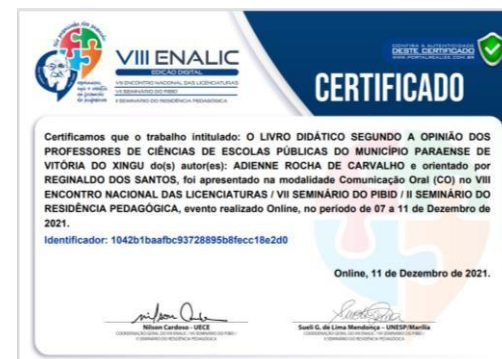 VIII ENALIC
EDIÇÃO DIGITAL
VIII ENCONTRO NACIONAL DAS LICENCIATURAS
VII SEMINÁRIO DO PIBID
II SEMINÁRIO DO RESIDÊNCIA PEDAGÓGICA
CONFIRA A AUTENTICIDADE
DESTE CERTIFICADO
WWW.PORTALREALIZE.COM.BR
CERTIFICADO
Certificamos que o trabalho intitulado: O LIVRO DIDÁTICO SEGUNDO A OPINIÃO DOS
PROFESSORES DE CIÊNCIAS DE ESCOLAS PÚBLICAS DO MUNICÍPIO PARAENSE DE
VITÓRIA DO XINGU do(s) autor(es): ADIENNE ROCHA DE CARVALHO e orientado por
REGINALDO DOS SANTOS, foi apresentado na modalidade Comunicação Oral (CO) no VIII
ENCONTRO NACIONAL DAS LICENCIATURAS / VII SEMINÁRIO DO PIBID / II SEMINÁRIO DO
RESIDÊNCIA PEDAGÓGICA, evento realizado Online, no período de 07 a 11 de Dezembro de
2021.
Identificador: 1042b1baafbc93728895b8fecc18e2d0
Online, 11 de Dezembro de 2021.
Nilson Cardoso - UECE
Sueli G. de Lima Mendonça - UNESP/Marília